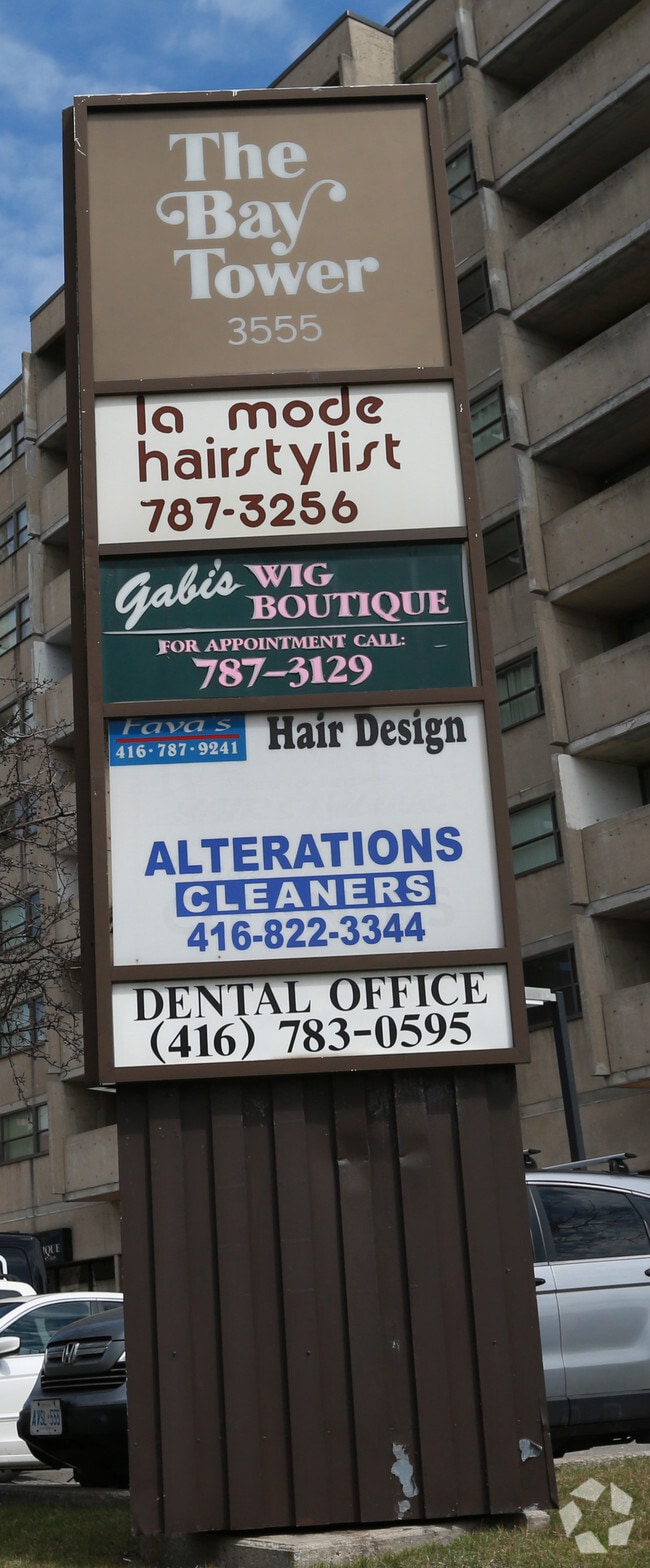 The
Bay
Tower
3555
la mode
hairstylist
787-3256
Gabi's WIG
BOUTIQUE
FOR APPOINTMENT CALL:
787-3129
Fava's Hair Design
416·787·9241
ALTERATIONS
CLEANERS
416-822-3344
DENTAL OFFICE
(416) 783-0595